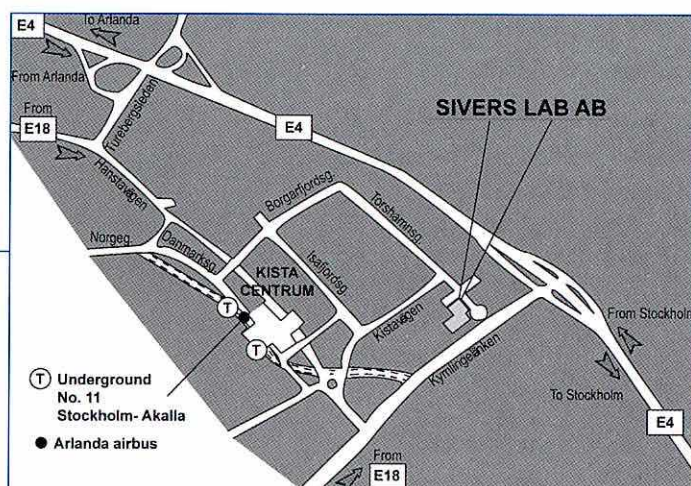 E4
To Arlanda
From Arlanda
From
E18
Turebergsleden
Hanstavägen
E4
SIVERS LAB AB
Borgarfjordsg.
Torshamnsg.
Norgeg.
Danmarksg.
Isafjordsg.
KISTA
CENTRUM
Kistavägen
Kymlingelänken
From Stockholm
To Stockholm
T
T
T Underground
No. 11
Stockholm- Akalla
Arlanda airbus
E4
From
E18